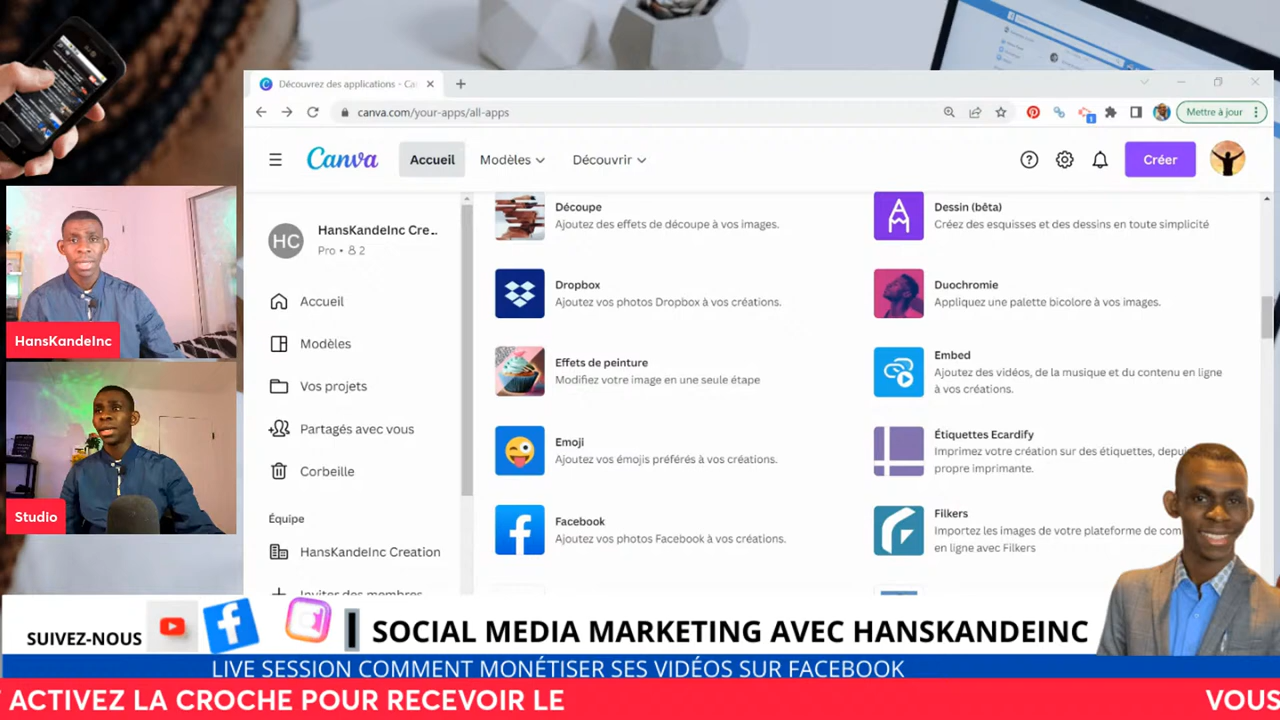 Découvrez des applications - Ca
canva.com/your-apps/all-apps
Mettre à jour
Canva
Accueil
Modèles
Découvrir
Créer
HC
HansKandeInc Cre...
Pro • 2
Accueil
Modèles
Vos projets
Partagés avec vous
Corbeille
Équipe
HansKandeInc Creation
Inviter des membres
Découpe
Ajoutez des effets de découpe à vos images.
Dessin (bêta)
Créez des esquisses et des dessins en toute simplicité
Dropbox
Ajoutez vos photos Dropbox à vos créations.
Duochromie
Appliquez une palette bicolore à vos images.
Effets de peinture
Modifiez votre image en une seule étape
Embed
Ajoutez des vidéos, de la musique et du contenu en ligne
à vos créations.
Emoji
Ajoutez vos émojis préférés à vos créations.
Étiquettes Ecardify
Imprimez votre création sur des étiquettes, depu
propre imprimante.
Facebook
Ajoutez vos photos Facebook à vos créations.
Filkers
Importez les images de votre plateforme de com
en ligne avec Filkers
HansKandeInc
Studio
SUIVEZ-NOUS
SOCIAL MEDIA MARKETING AVEC HANSKANDEINC
LIVE SESSION COMMENT MONÉTISER SES VIDÉOS SUR FACEBOOK
ACTIVEZ LA CROCHE POUR RECEVOIR LE
VOUS